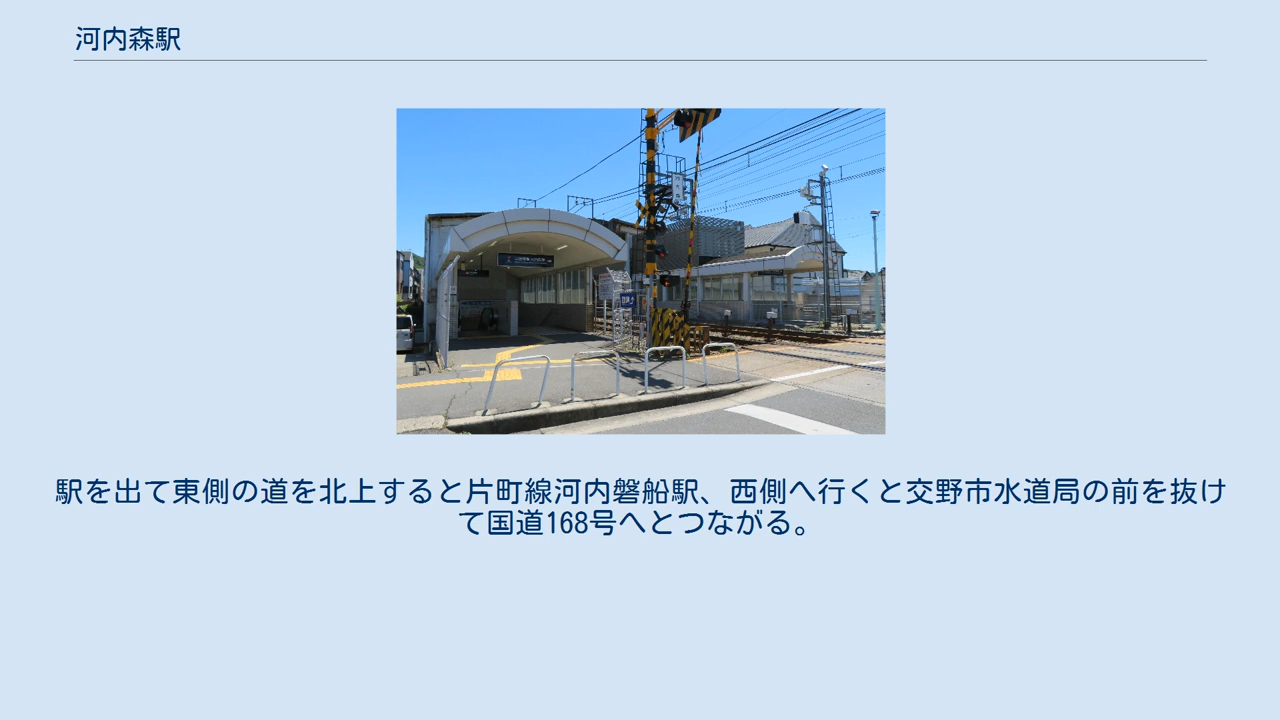 河内森駅
駅を出て東側の道を北上すると片町線河内磐船駅、西側へ行くと交野市水道局の前を抜け
て国道168号へとつながる。